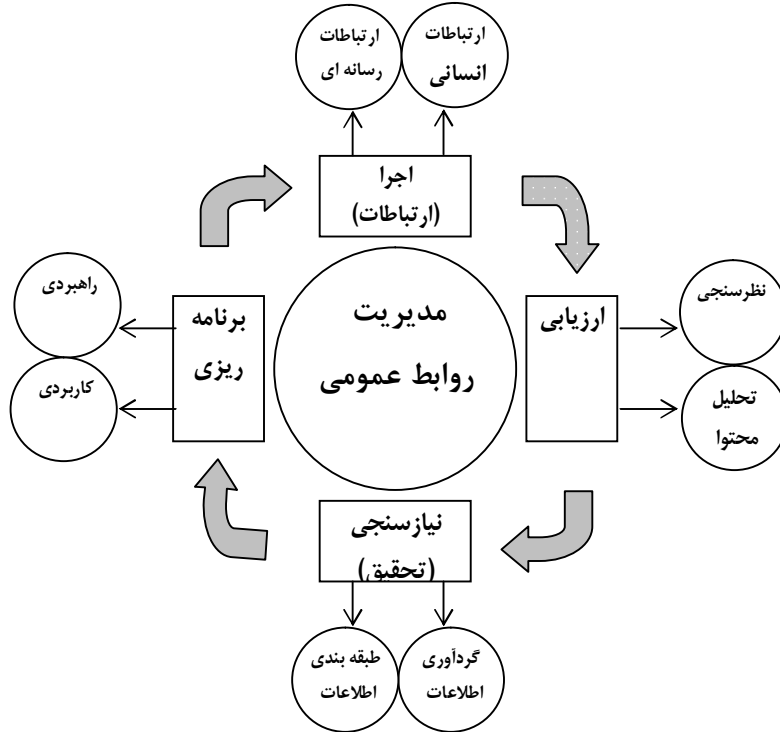 ارتباطات
انسانی
ارتباطات
رسانه ای
اجرا
(ارتباطات)
نظرسنجی
ارزیابی
تحلیل
محتوا
مدیریت
روابط عمومی
برنامه
ریزی
راهبردی
کاربردی
نیازسنجی
(تحقیق)
گردآوری
اطلاعات
طبقه بندی
اطلاعات